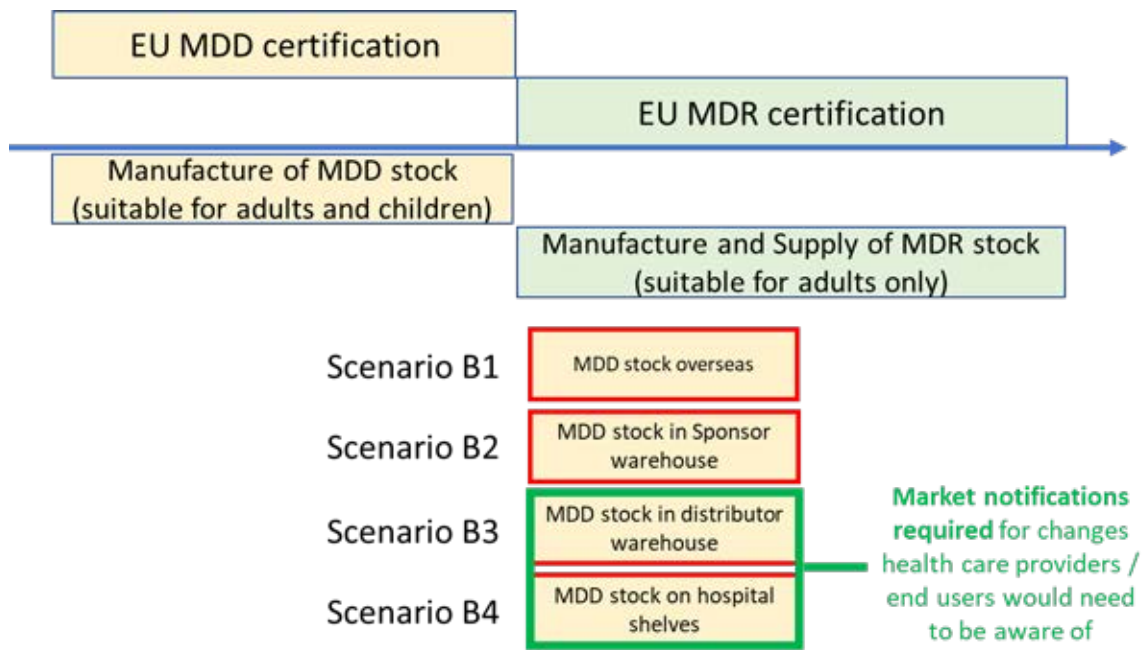 EU MDD certification
EU MDR certification
Manufacture of MDD stock
(suitable for adults and children)
Manufacture and Supply of MDR stock
(suitable for adults only)
Scenario B1
MDD stock overseas
Scenario B2
MDD stock in Sponsor
warehouse
Scenario B3
MDD stock in distributor
warehouse
Scenario B4
MDD stock on hospital
shelves
Market notifications
required for changes
health care providers /
end users would need
to be aware of